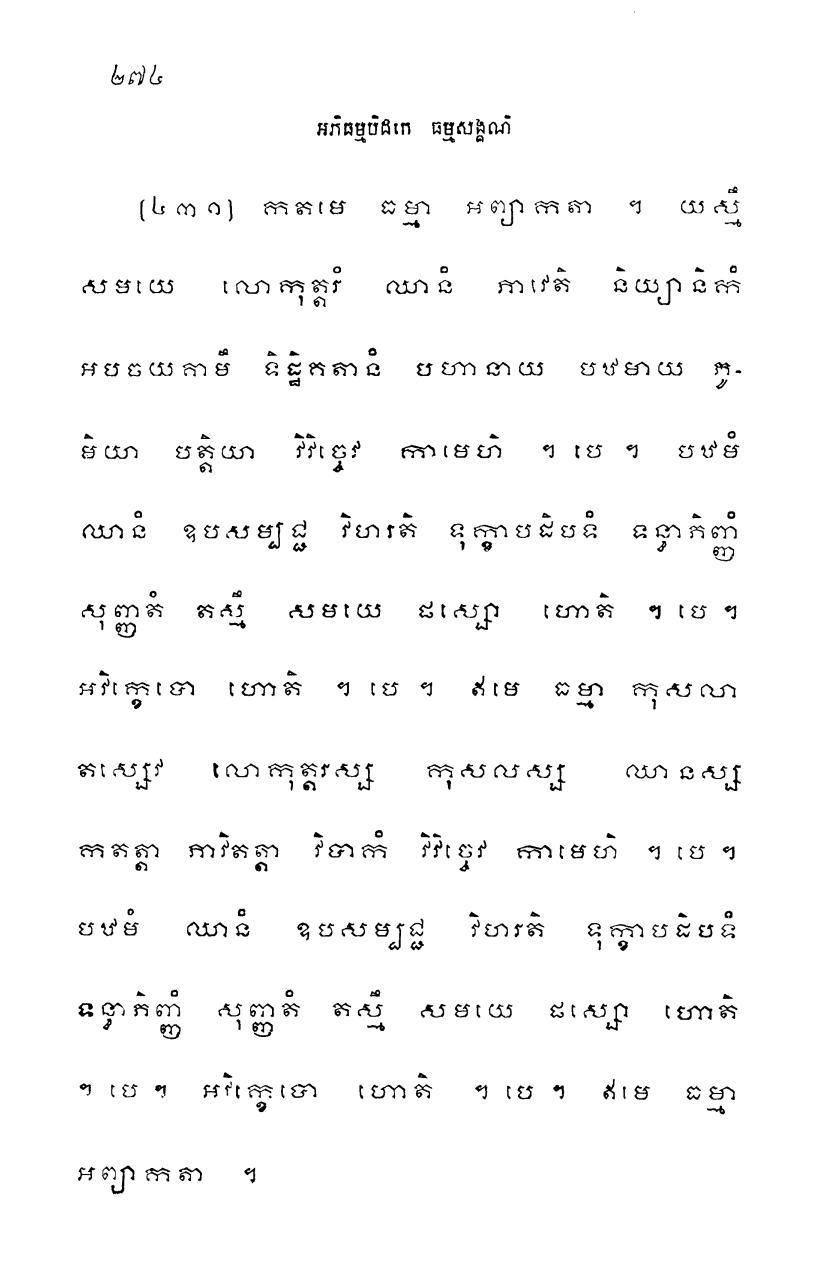 ២៧៤
អភិធម្មបិដកេ ធម្មសង្គណិ
(៤៣១) កតមេ ធម្មា អព្យាកតា ។ យស្មឹ
សមយេ លោកុត្តរំ ឈានំ ភាវេតិ និយ្យានិកំ
អបចយគាមឹ ទិដ្ឋិគតានំ បហានាយ បឋមាយ ភូ-
មិយា បត្តិយា វិវិច្ចេវ កាមេហិ ។ បេ ។ បឋមំ
ឈានំ ឧបសម្បជ្ជ វិហរតិ ទុក្ខាបដិបទំ ទន្ធាភិញ្ញំ
សុញ្ញតំ តស្មឹ សមយេ ផស្សោ ហោតិ ។ បេ ។
អវិក្ខេបោ ហោតិ ។ បេ ។ ឥមេ ធម្មា កុសលា
តស្សេវ លោកុត្តរស្ស កុសលស្ស ឈានស្ស
កតត្តា ភាវិតត្តា វិបាកំ វិវិច្ចេវ កាមេហិ ។ បេ ។
បឋមំ ឈានំ ឧបសម្បជ្ជ វិហរតិ ទុក្ខាបដិបទំ
ទន្ធាភិញ្ញំ សុញ្ញតំ តស្មឹ សមយេ ផស្សោ ហោតិ
។ បេ ។ អវិក្ខេបោ ហោតិ ។ បេ ។ ឥមេ ធម្មា
អព្យាកតា ។